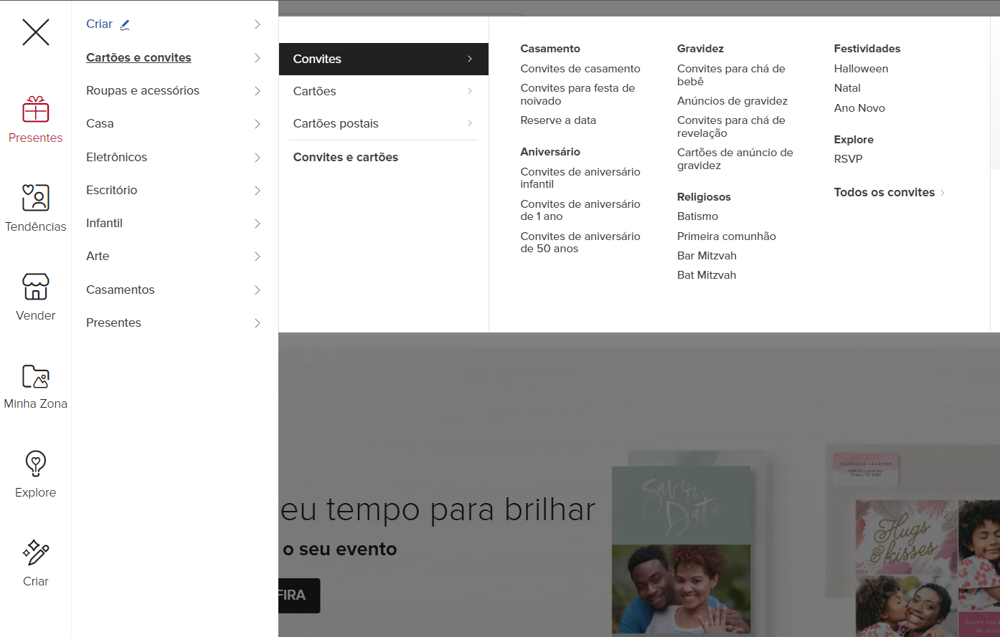 Presentes
Tendências
Vender
Minha Zona
Explore
Criar
Criar
Cartões e convites
Roupas e acessórios
Casa
Eletrônicos
Escritório
Infantil
Arte
Casamentos
Presentes
Convites
Cartões
Cartões postais
Convites e cartões
Casamento
Convites de casamento
Convites para festa de
noivado
Reserve a data
Aniversário
Convites de aniversário
infantil
Convites de aniversário
de 1 ano
Convites de aniversário
de 50 anos
Gravidez
Convites para chá de
bebê
Anúncios de gravidez
Convites para chá de
revelação
Cartões de anúncio de
gravidez
Religiosos
Batismo
Primeira comunhão
Bar Mitzvah
Bat Mitzvah
Festividades
Halloween
Natal
Ano Novo
Explore
RSVP
Todos os convites
eu tempo para brilhar
o seu evento
FIRA
Save the
Date
ISABELLA JACKSON
Hugs
& kisses